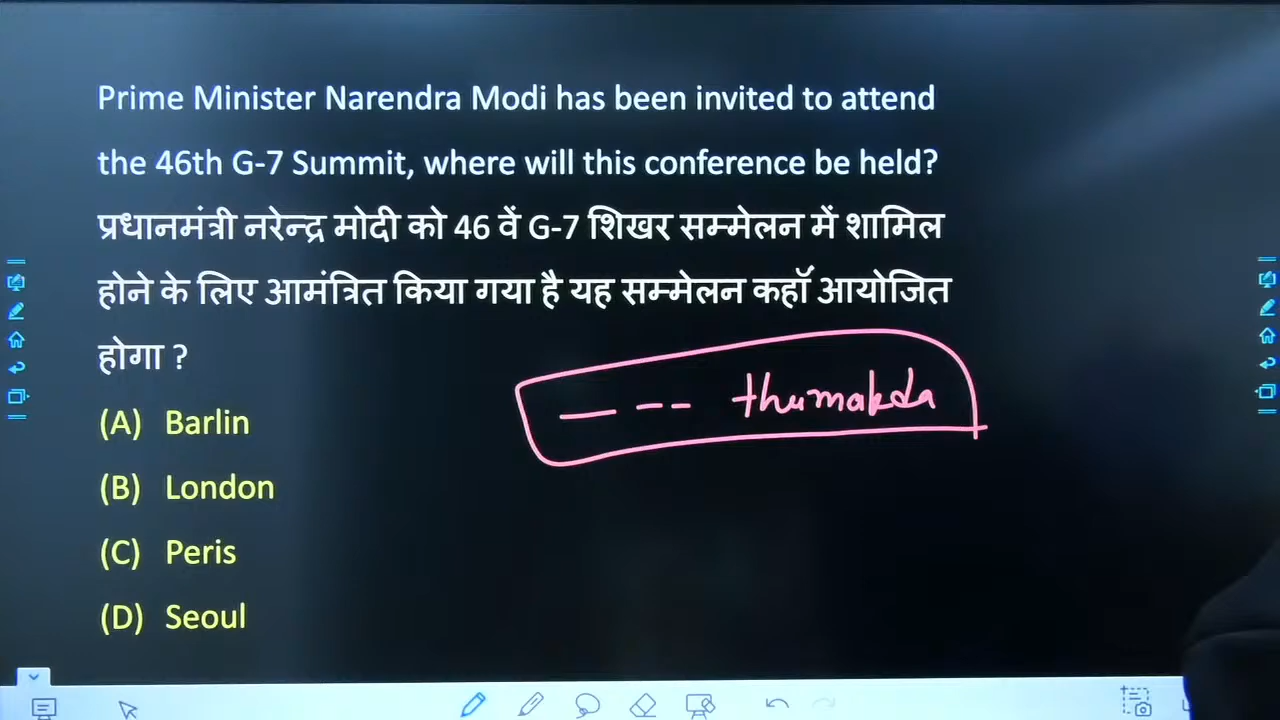 Prime Minister Narendra Modi has been invited to attend
the 46th G-7 Summit, where will this conference be held?
प्रधानमंत्री नरेन्द्र मोदी को 46 वें G-7 शिखर सम्मेलन में शामिल
होने के लिए आमंत्रित किया गया है यह सम्मेलन कहॉ आयोजित
होगा ?
— -- thumakda
(A) Barlin
(B) London
(C) Peris
(D) Seoul